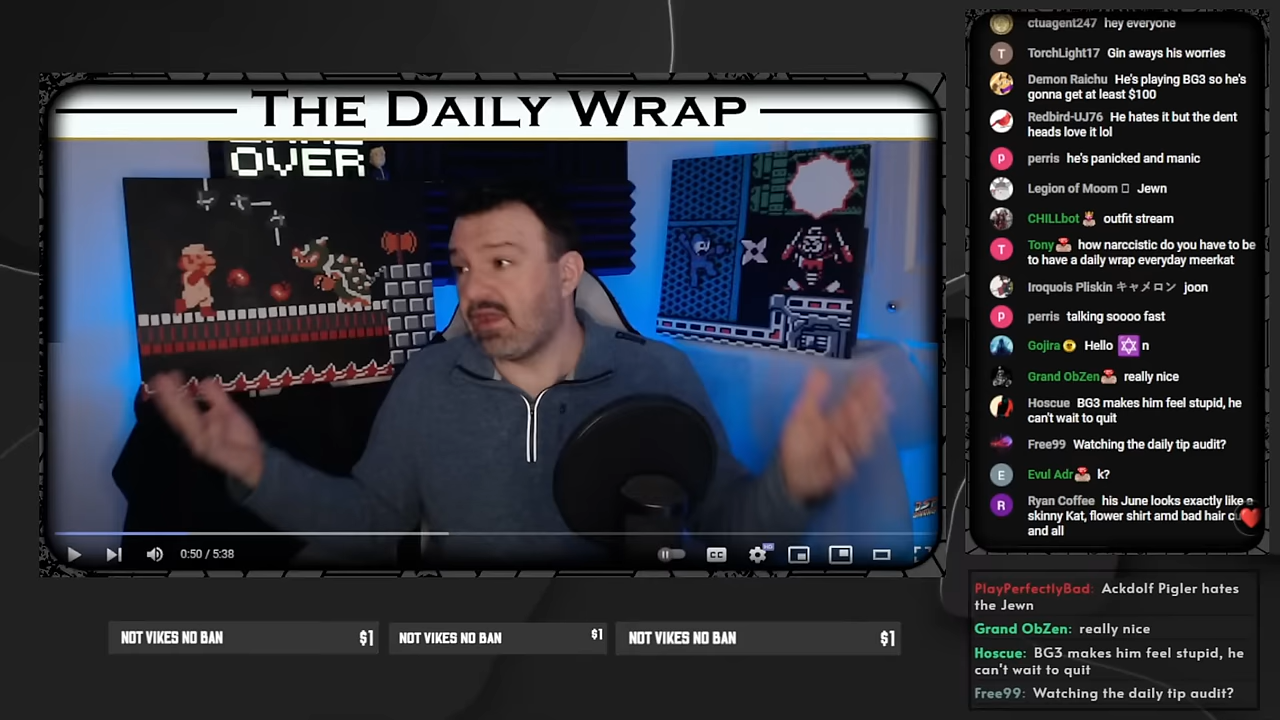 THE DAILY WRAP
GAME
OVER
0:50 / 5:38
CC
HD
NOT VIKES NO BAN $1
NOT VIKES NO BAN $1
NOT VIKES NO BAN $1
ctuagent247 hey everyone
T TorchLight17 Gin aways his worries
Demon Raichu He's playing BG3 so he's
gonna get at least $100
Redbird-UJ76 He hates it but the dent
heads love it lol
P perris he's panicked and manic
Legion of Moom Jewn
CHILLbot outfit stream
T Tony how narccistic do you have to be
to have a daily wrap everyday meerkat
Iroquois Pliskin キャメロン joon
P perris talking soooo fast
Gojira Hello n
Grand ObZen really nice
Hoscue BG3 makes him feel stupid, he
can't wait to quit
Free99 Watching the daily tip audit?
E Evul Adr k?
R Ryan Coffee his June looks exactly like a
skinny Kat, flower shirt amd bad hair
and all
PlayPerfectlyBad: Ackdolf Pigler hates
the Jewn
Grand ObZen: really nice
Hoscue: BG3 makes him feel stupid, he
can't wait to quit
Free99: Watching the daily tip audit?